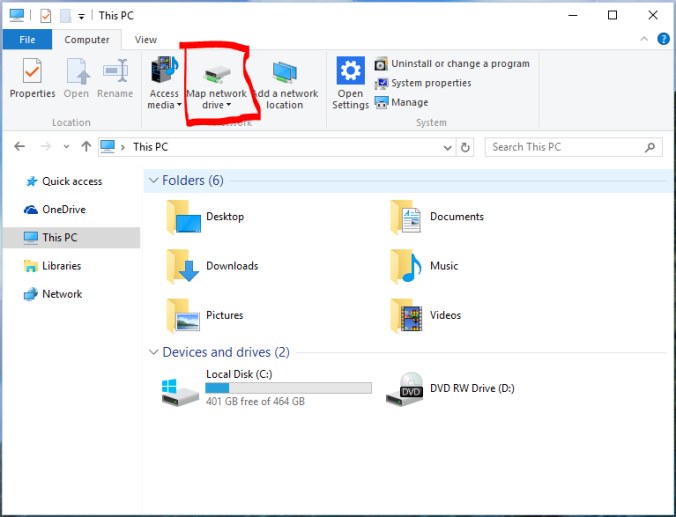 This PC
File Computer View
Properties Open Rename Access media Map network drive Add a network location Open Settings Uninstall or change a program
System properties
Manage
Location Network System
This PC Search This PC
Quick access
OneDrive
This PC
Libraries
Network
Folders (6)
Desktop Documents
Downloads Music
Pictures Videos
Devices and drives (2)
Local Disk (C:)
401 GB free of 464 GB
DVD RW Drive (D:)
DVD